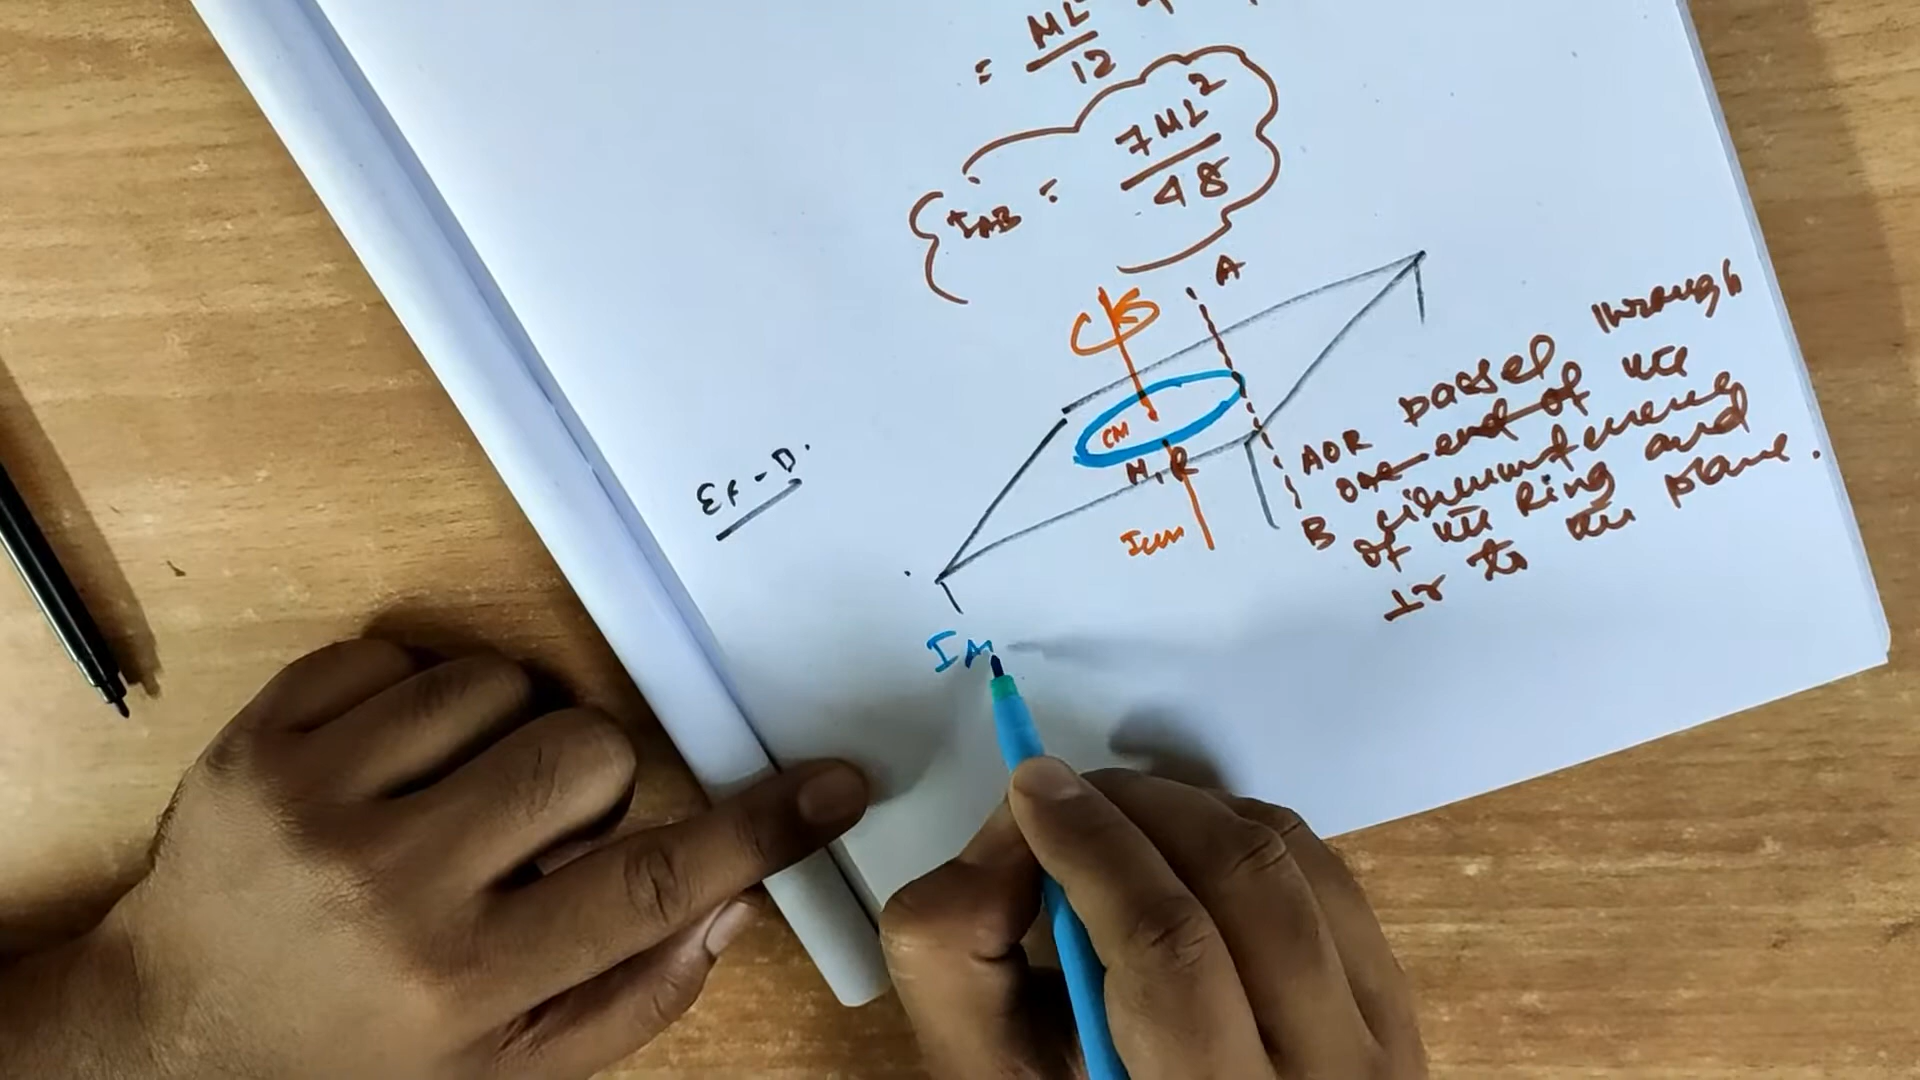 = ML²/12
I_AB = 7ML²/48
A
CM
M, R
Icm
B
Ex - D.
AOR passes through
one end of the
circumference
of the Ring and
⊥r to the plane.
I A